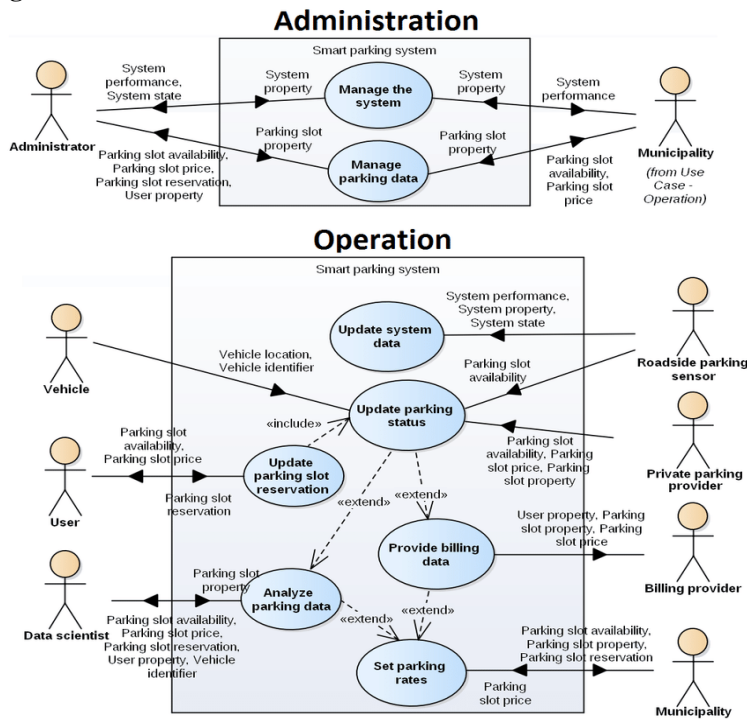 Administration
Smart parking system
System
performance,
System state
System
property
Manage the
system
System
property
System
performance
Administrator
Parking slot
property
Parking slot
property
Municipality
(from Use
Case -
Operation)
Parking slot availability,
Parking slot price,
Parking slot reservation,
User property
Manage
parking data
Parking slot
availability,
Parking slot
price
Operation
Smart parking system
System performance,
System property,
System state
Update system
data
Vehicle
Vehicle location,
Vehicle identifier
Parking slot
availability
Roadside parking
sensor
Update parking
status
«include»
Parking slot
availability,
Parking slot price
Update
parking slot
reservation
Parking slot
availability, Parking
slot price, Parking
slot property
Private parking
provider
User
Parking slot
reservation
«extend»
«extend»
User property, Parking
slot property, Parking
slot price
Provide billing
data
Billing provider
Parking slot
property
Analyze
parking data
Data scientist
Parking slot availability,
Parking slot price,
Parking slot reservation,
User property, Vehicle
identifier
«extend»
«extend»
Parking slot availability,
Parking slot property,
Parking slot reservation
Set parking
rates
Parking
slot price
Municipality